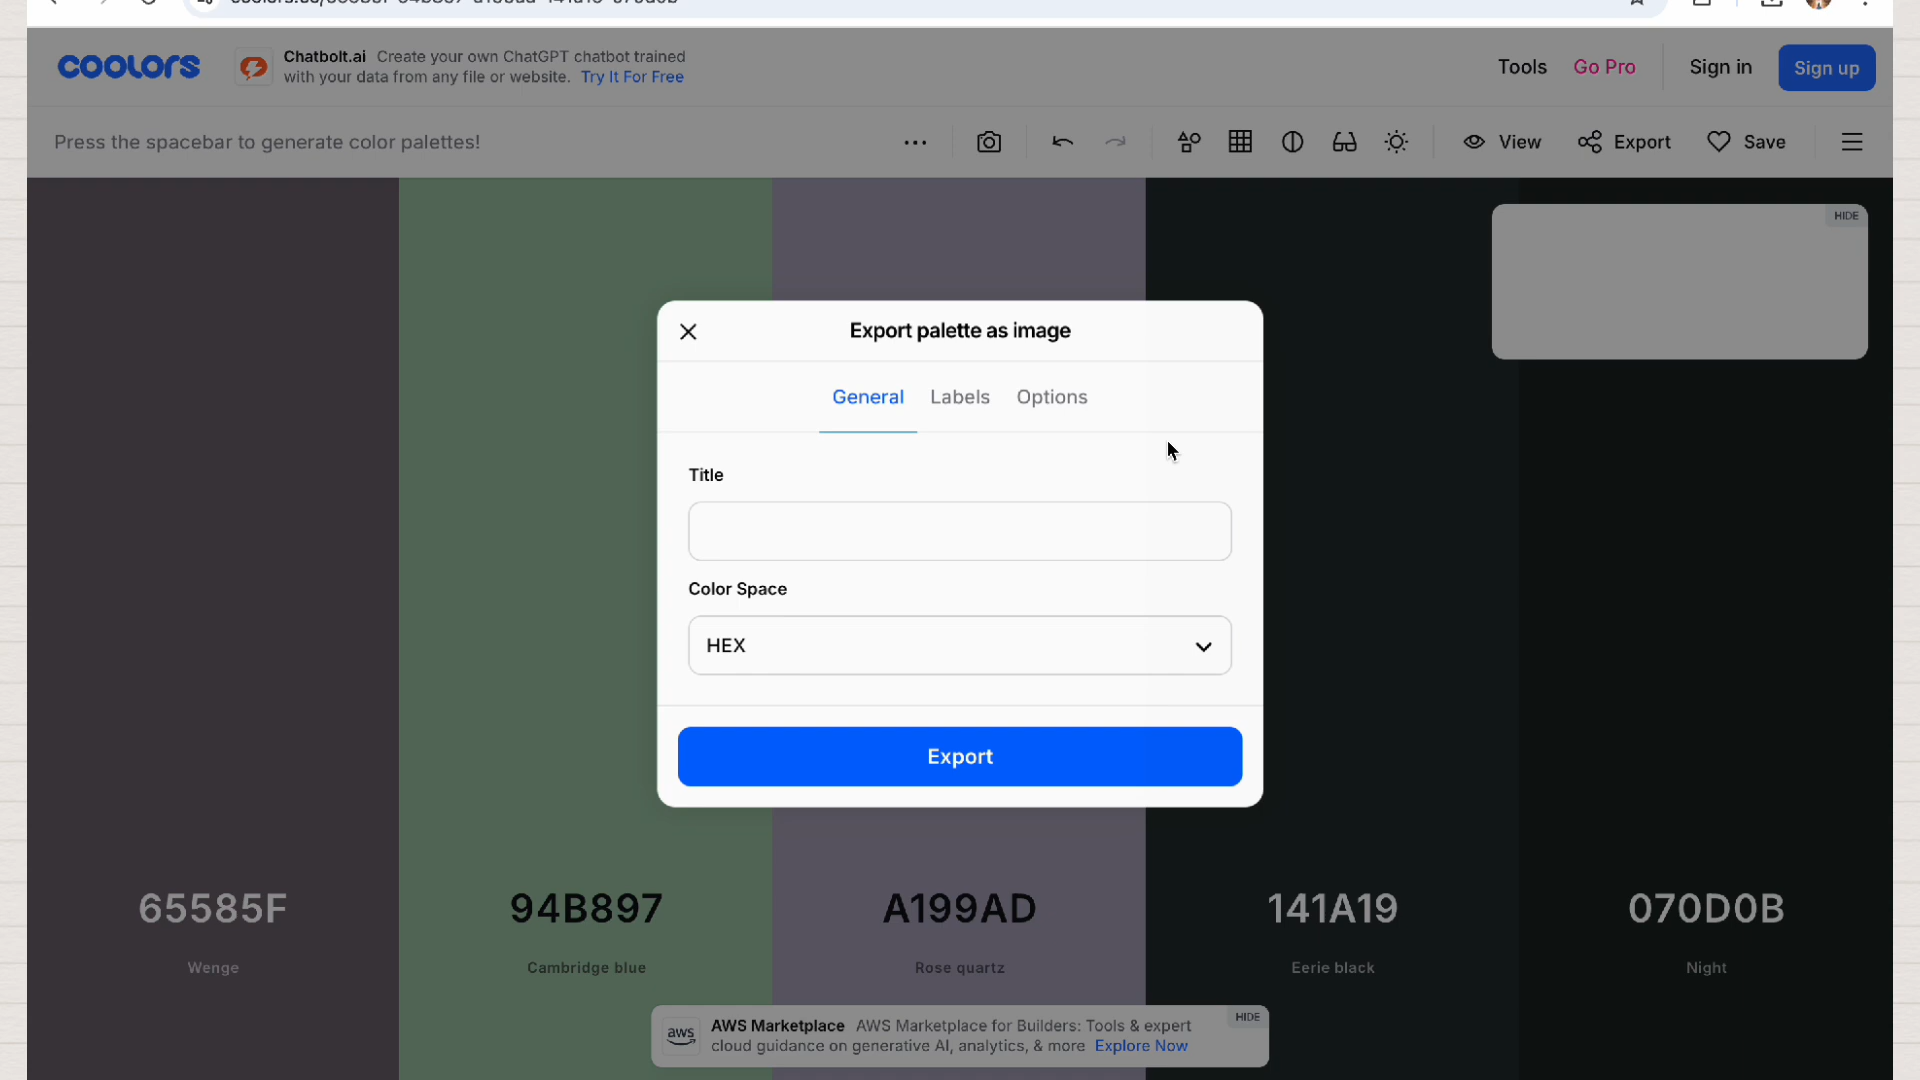 coolors
Chatbolt.ai Create your own ChatGPT chatbot trained
with your data from any file or website. Try It For Free
Tools
Go Pro
Sign in
Sign up
Press the spacebar to generate color palettes!
View
Export
Save
HIDE
Export palette as image
General
Labels
Options
Title
Color Space
HEX
Export
65585F
94B897
A199AD
141A19
070D0B
Wenge
Cambridge blue
Rose quartz
Eerie black
Night
aws
AWS Marketplace AWS Marketplace for Builders: Tools & expert
cloud guidance on generative AI, analytics, & more Explore Now
HIDE